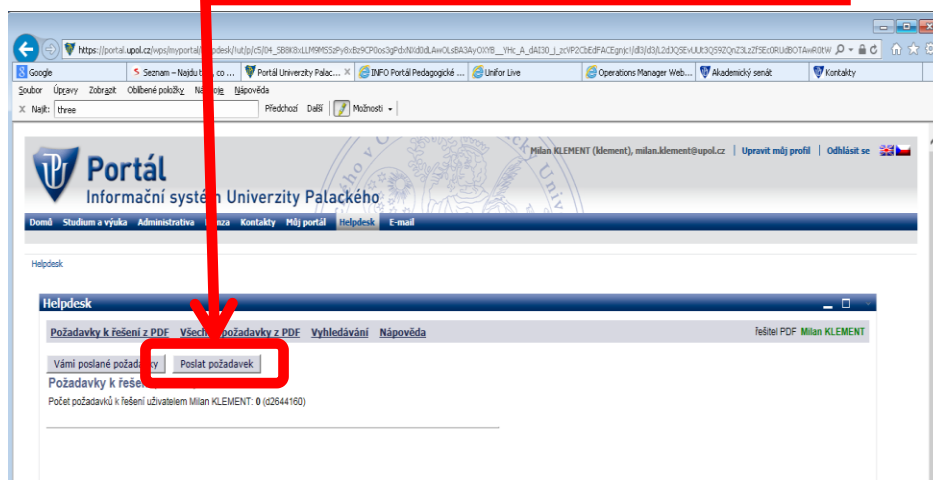 https://portal.upol.cz/wps/myportal/
Google
Seznam – Najdu t co ...
Portál Univerzity Palac...
INFO Portál Pedagogické ...
Unifor Live
Operations Manager Web...
Akademický senát
Kontakty
Soubor Úpravy Zobrazit Oblíbené položky Nápověda
Najít: three
Předchozí Další Možnosti
Milan KLEMENT (klement), milan.klement@upol.cz | Upravit můj profil | Odhlásit se
Portál
Informační systém Univerzity Palackého
Domů Studium a výuka Administrativa Kontakty Můj portál Helpdesk E-mail
Helpdesk
Helpdesk
Požadavky k řešení z PDF Všech požadavky z PDF Vyhledávání Nápověda
řešitel PDF Milan KLEMENT
Vámi poslané Poslat požadavek
Požadavky k
Počet požadavků k řešení uživatelem Milan KLEMENT: 0 (d2644160)